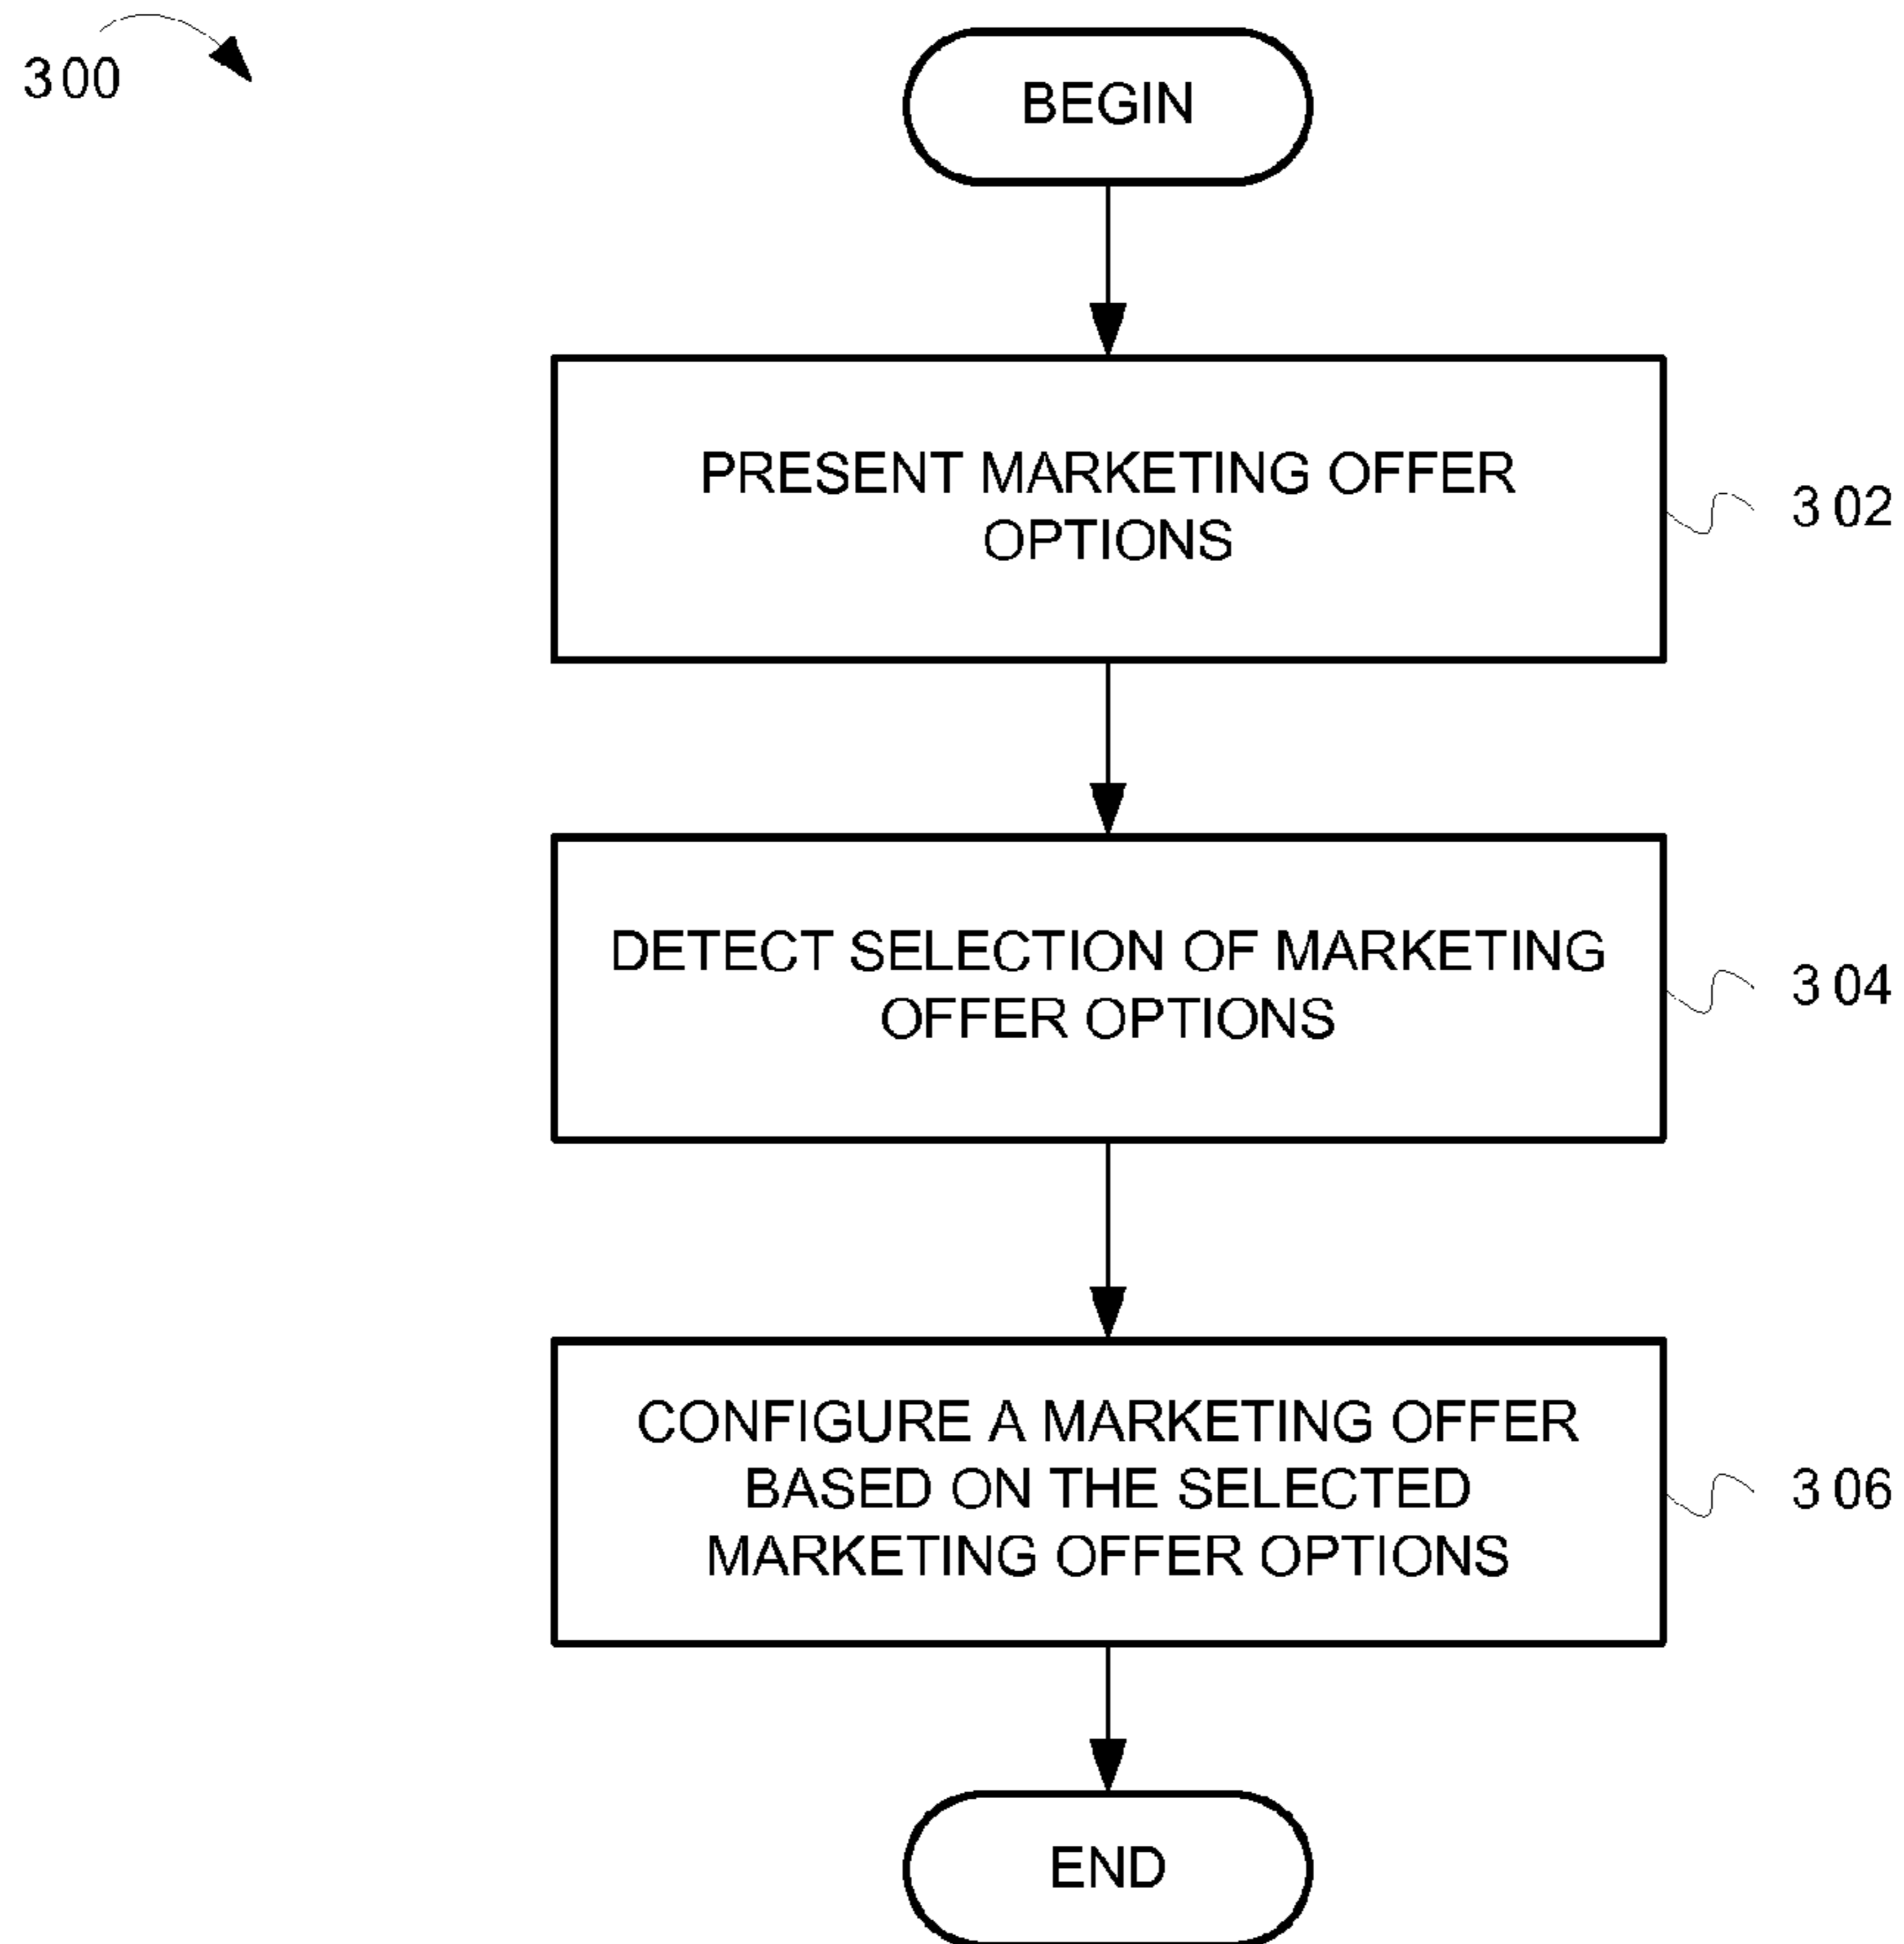 300
BEGIN
PRESENT MARKETING OFFER
OPTIONS
302
DETECT SELECTION OF MARKETING
OFFER OPTIONS
304
CONFIGURE A MARKETING OFFER
BASED ON THE SELECTED
MARKETING OFFER OPTIONS
306
END